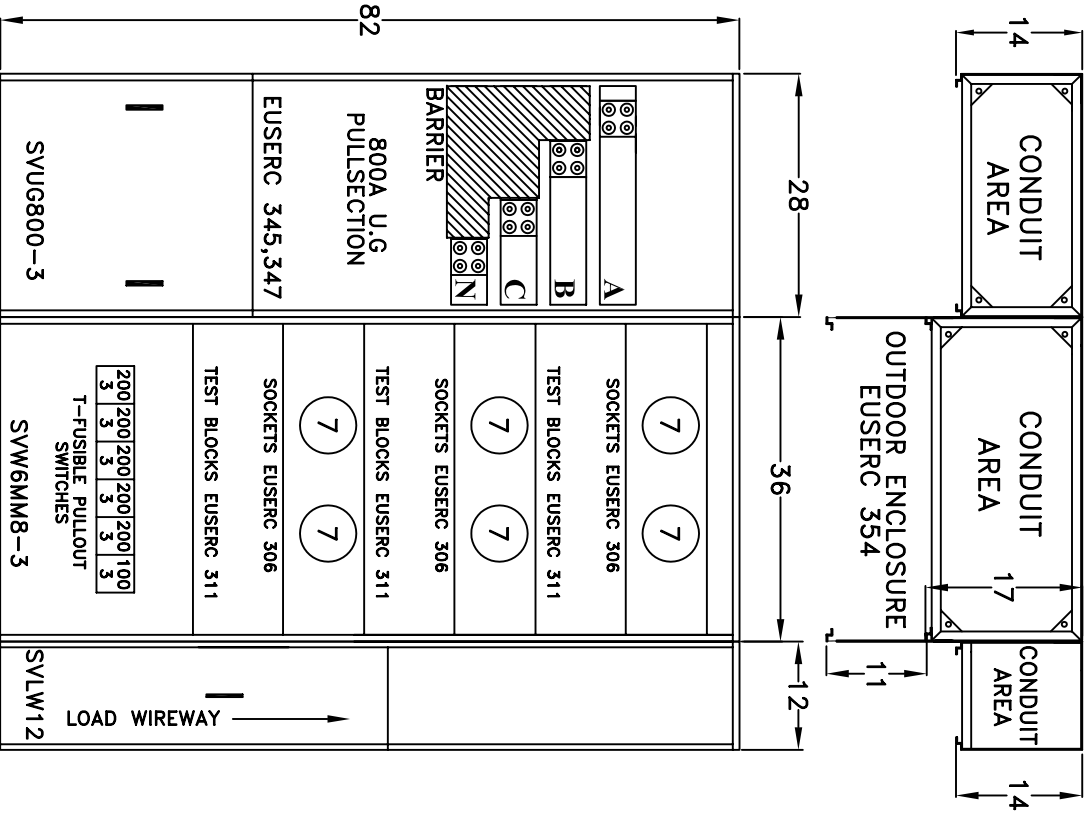 14
CONDUIT
AREA
CONDUIT
AREA
17
CONDUIT
AREA
14
OUTDOOR ENCLOSURE
EUSERC 354
11
28
36
12
82
A
B
C
N
BARRIER
800A U.G
PULLSECTION
EUSERC 345,347
SVUG800-3
7
7
SOCKETS EUSERC 306
TEST BLOCKS EUSERC 311
7
7
SOCKETS EUSERC 306
TEST BLOCKS EUSERC 311
7
7
SOCKETS EUSERC 306
TEST BLOCKS EUSERC 311
200 200 200 200 200 100
3 3 3 3 3 3
T-FUSIBLE PULLOUT
SWITCHES
SVW6MM8-3
LOAD WIREWAY
SVLW12